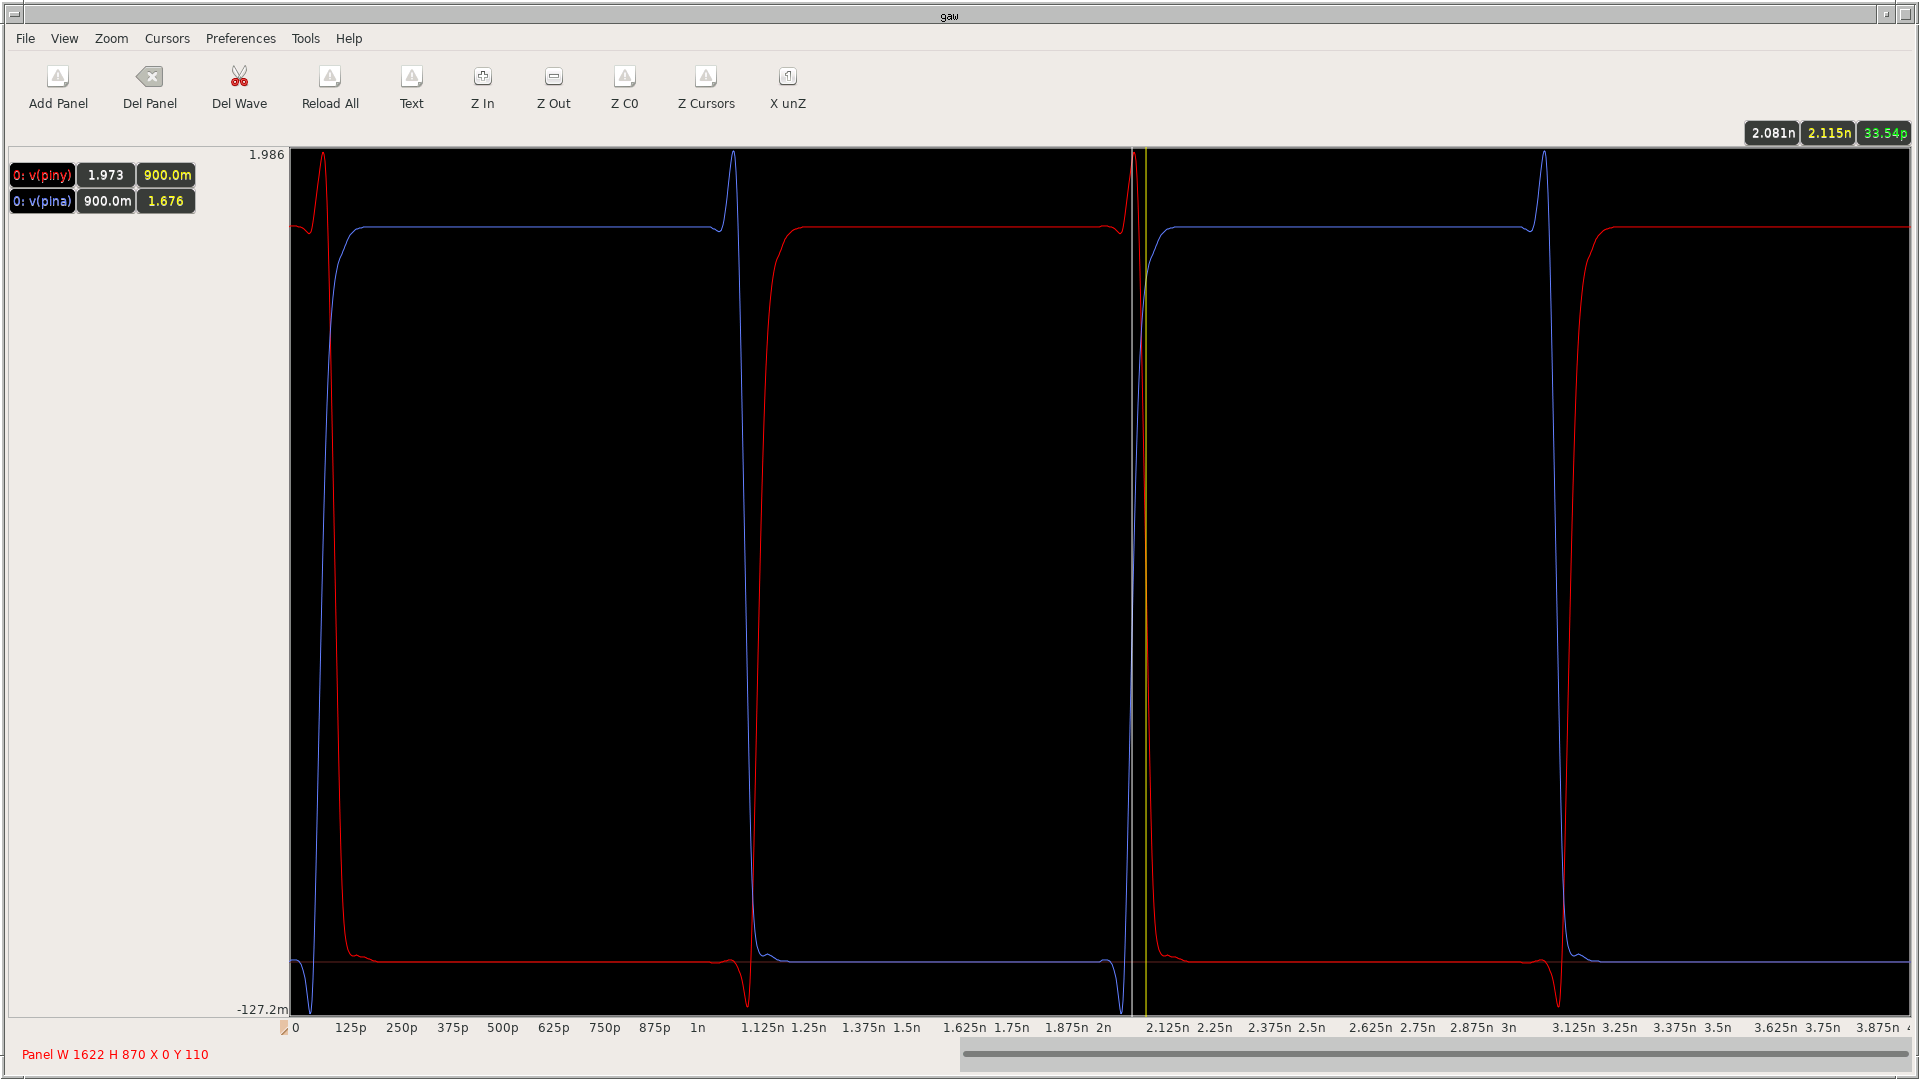 gaw
File View Zoom Cursors Preferences Tools Help
Add Panel Del Panel Del Wave Reload All Text Z In Z Out Z C0 Z Cursors X unZ
2.081n 2.115n 33.54p
1.986
0: v(piny) 1.973 900.0m
0: v(pina) 900.0m 1.676
-127.2m
0 125p 250p 375p 500p 625p 750p 875p 1n 1.125n 1.25n 1.375n 1.5n 1.625n 1.75n 1.875n 2n 2.125n 2.25n 2.375n 2.5n 2.625n 2.75n 2.875n 3n 3.125n 3.25n 3.375n 3.5n 3.625n 3.75n 3.875n
Panel W 1622 H 870 X 0 Y 110